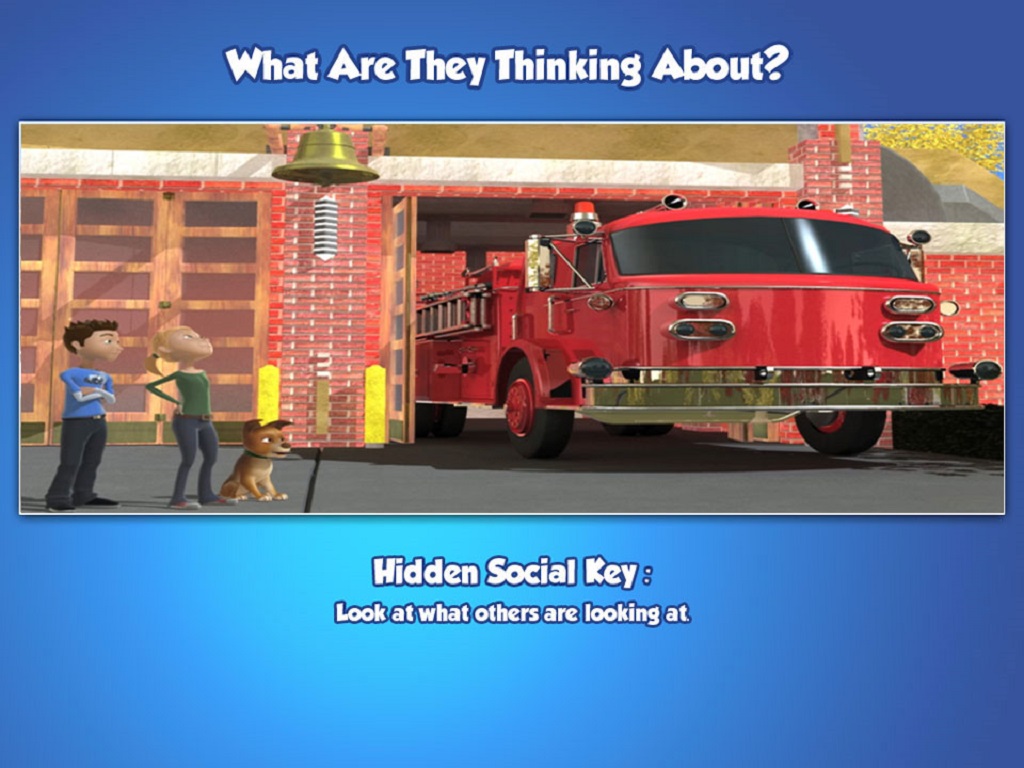 What Are They Thinking About?
Hidden Social Key :
Look at what others are looking at.